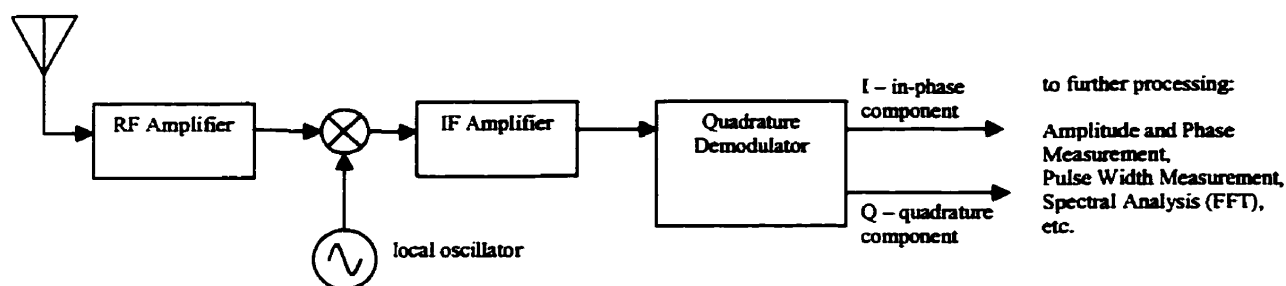 RF Amplifier
IF Amplifier
Quadrature
Demodulator
local oscillator
I – in-phase
component
Q – quadrature
component
to further processing:
Amplitude and Phase
Measurement,
Pulse Width Measurement,
Spectral Analysis (FFT),
etc.